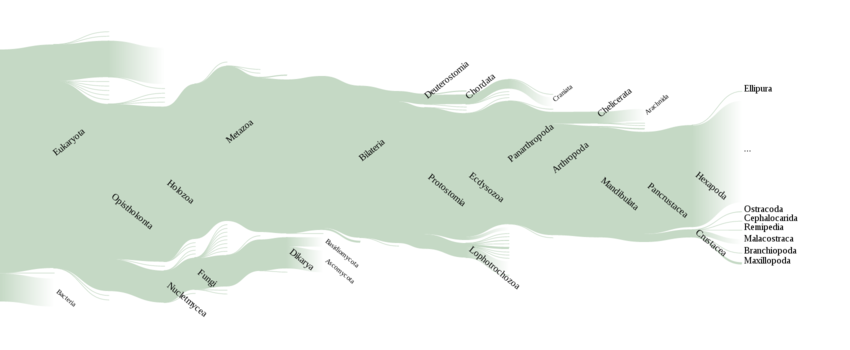 Eukaryota
Bacteria
Opisthokonta
Holozoa
Nucletmycea
Fungi
Metazoa
Dikarya
Basidiomycota
Ascomycota
Bilateria
Deuterostomia
Chordata
Craniata
Protostomia
Ecdysozoa
Lophotrochozoa
Panarthropoda
Arthropoda
Chelicerata
Arachnida
Mandibulata
Pancrustacea
Hexapoda
Crustacea
Ellipura
...
Ostracoda
Cephalocarida
Remipedia
Malacostraca
Branchiopoda
Maxillopoda